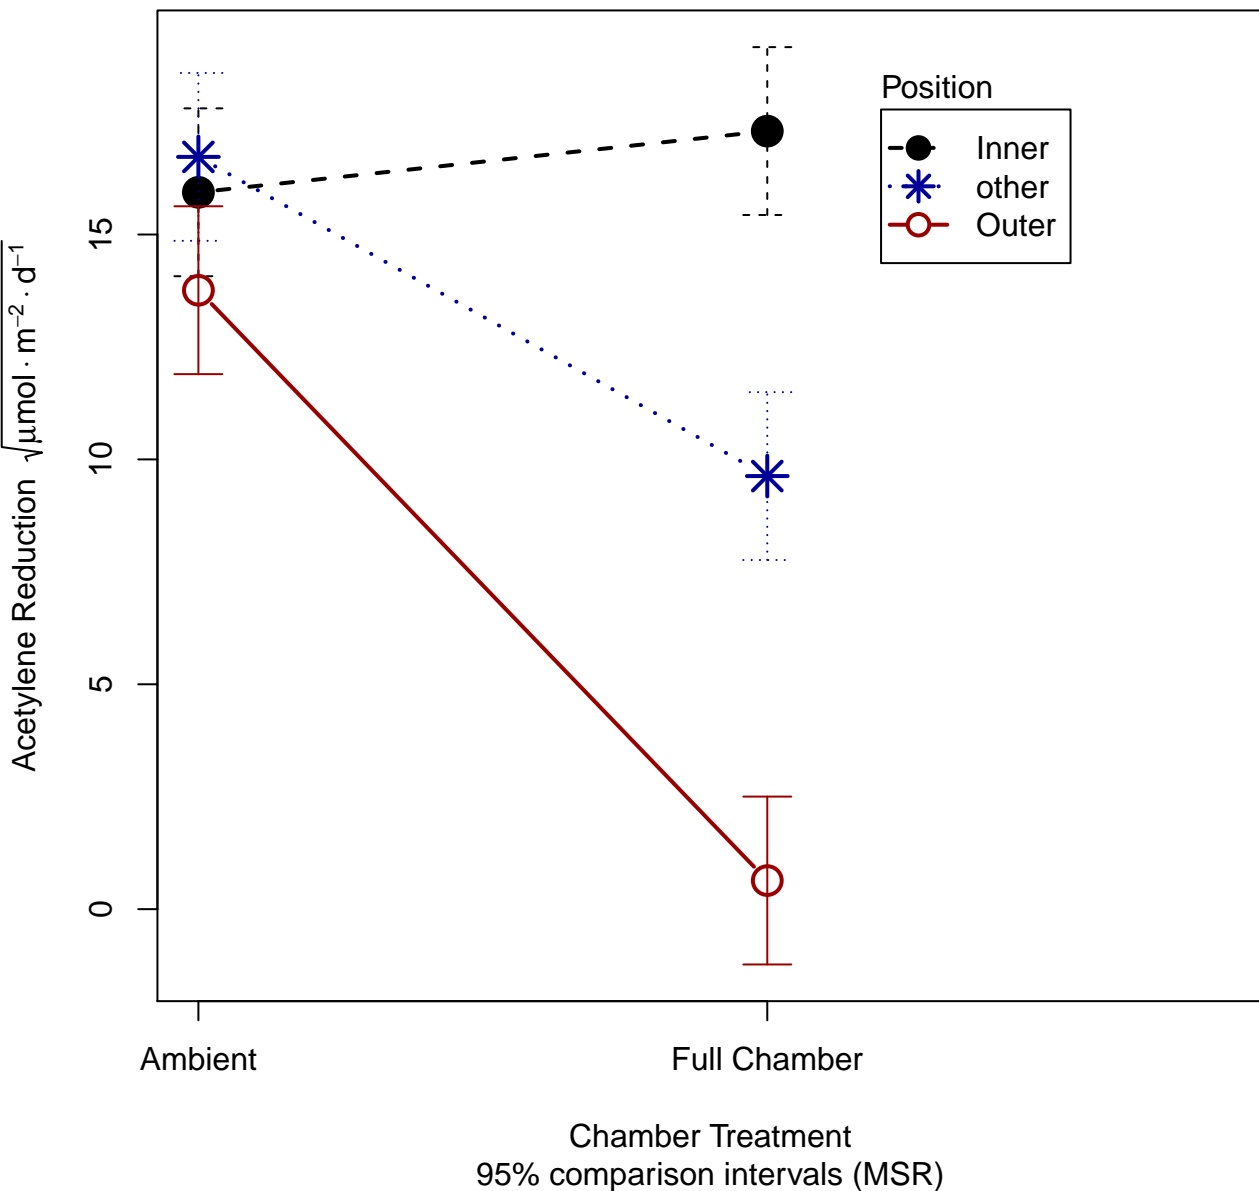 Position
Inner
other
Outer
15
10
5
0
Acetylene Reduction √μmol · m⁻² · d⁻¹
Ambient
Full Chamber
Chamber Treatment
95% comparison intervals (MSR)